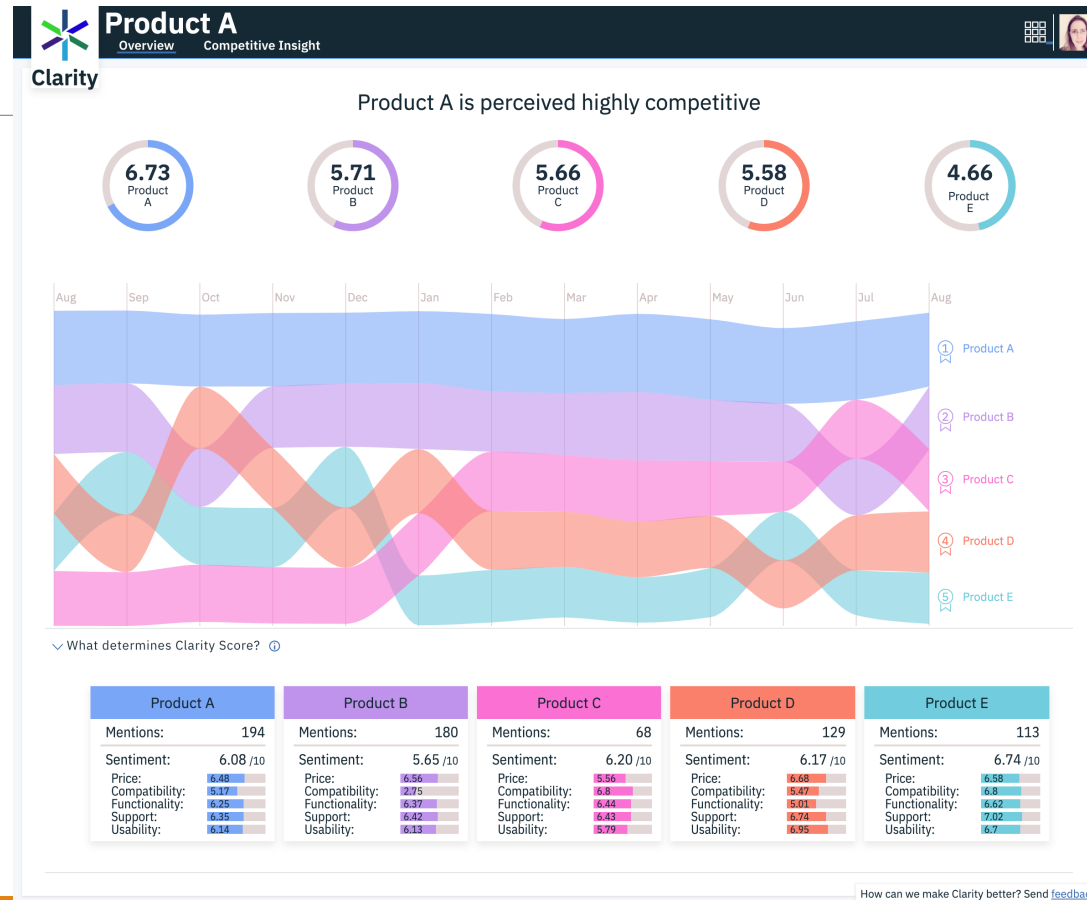 Product A
Overview Competitive Insight
Clarity
Product A is perceived highly competitive
6.73
Product
A
5.71
Product
B
5.66
Product
C
5.58
Product
D
4.66
Product
E
Aug Sep Oct Nov Dec Jan Feb Mar Apr May Jun Jul Aug
1 Product A
2 Product B
3 Product C
4 Product D
5 Product E
What determines Clarity Score?
Product A
Mentions: 194
Sentiment: 6.08 /10
Price: 6.48
Compatibility: 5.17
Functionality: 6.25
Support: 6.35
Usability: 6.14
Product B
Mentions: 180
Sentiment: 5.65 /10
Price: 6.56
Compatibility: 2.75
Functionality: 6.37
Support: 6.42
Usability: 6.13
Product C
Mentions: 68
Sentiment: 6.20 /10
Price: 5.56
Compatibility: 6.8
Functionality: 6.44
Support: 6.43
Usability: 5.79
Product D
Mentions: 129
Sentiment: 6.17 /10
Price: 6.68
Compatibility: 5.47
Functionality: 5.01
Support: 6.74
Usability: 6.95
Product E
Mentions: 113
Sentiment: 6.74 /10
Price: 6.58
Compatibility: 6.8
Functionality: 6.62
Support: 7.02
Usability: 6.7
How can we make Clarity better? Send feedba